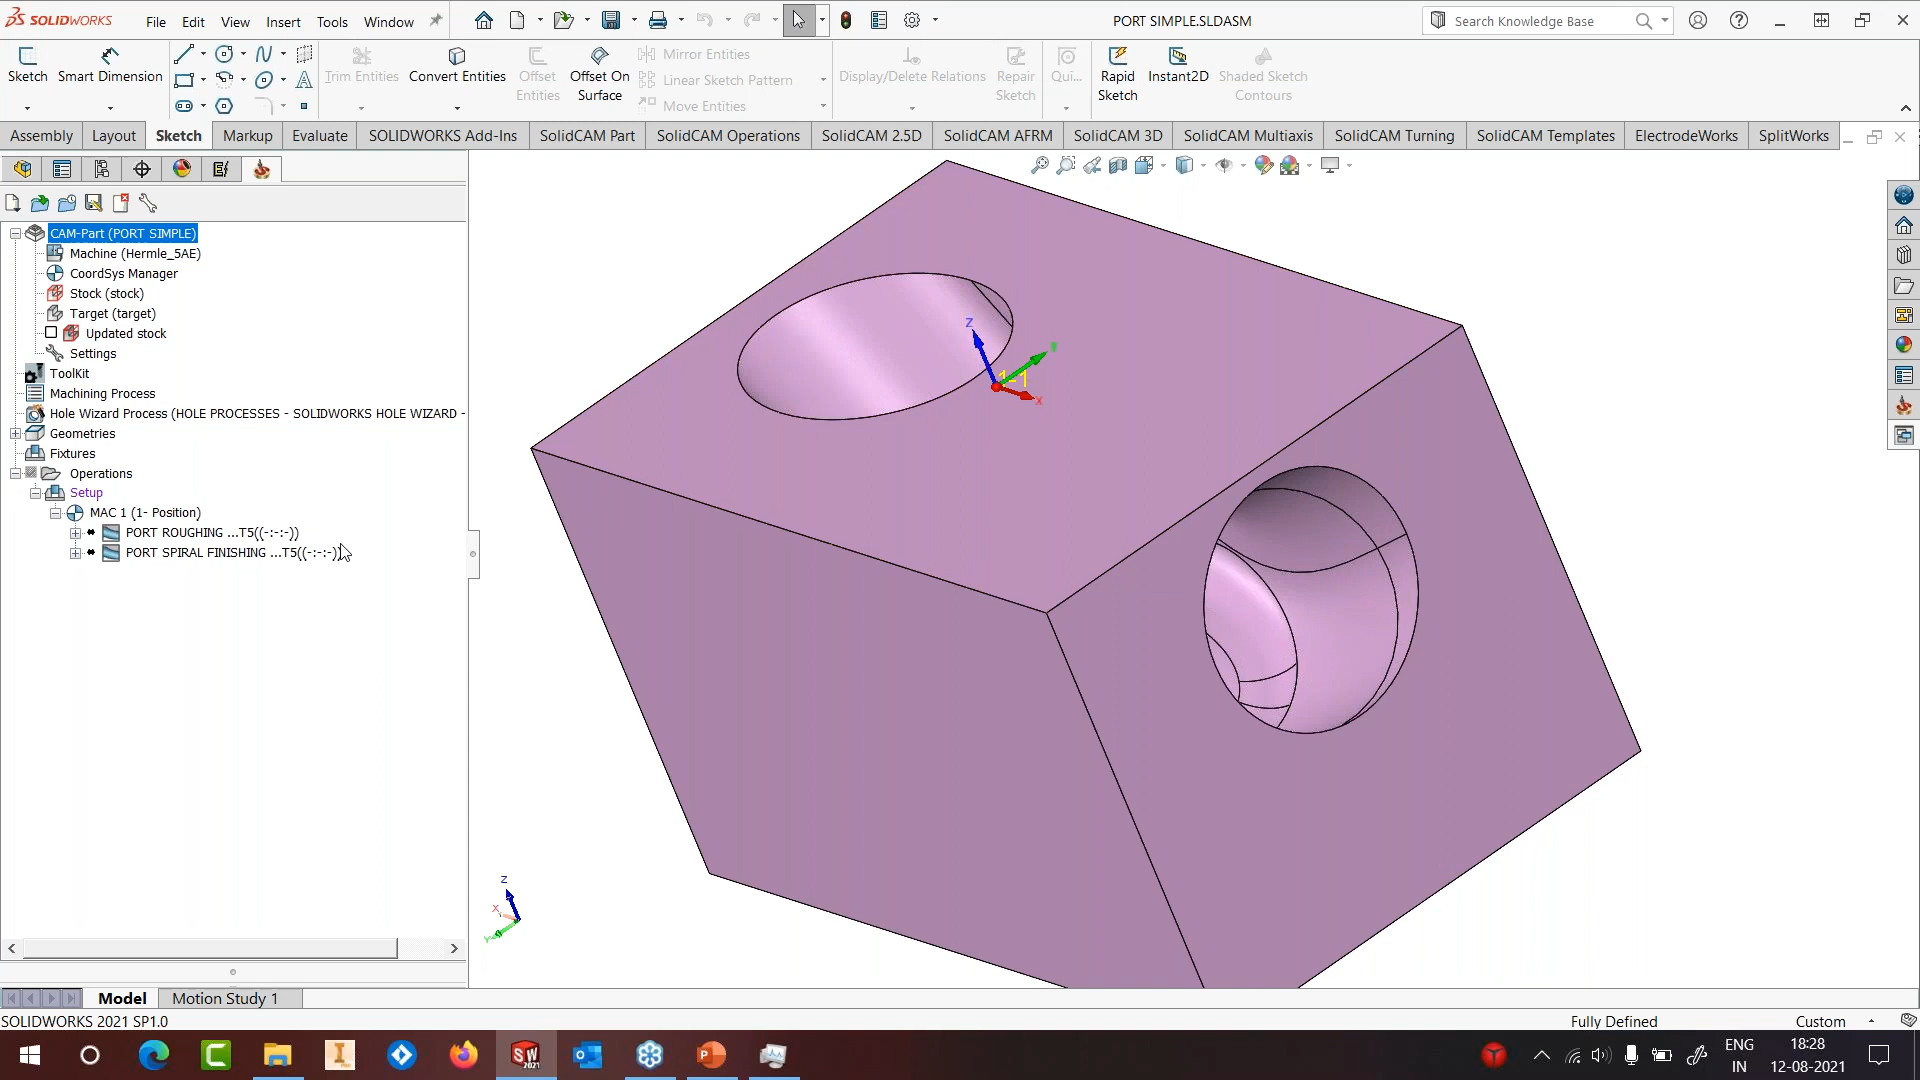 SOLIDWORKS File Edit View Insert Tools Window PORT SIMPLE.SLDASM Search Knowledge Base
Sketch Smart Dimension Trim Entities Convert Entities Offset Entities Offset On Surface Mirror Entities Linear Sketch Pattern Move Entities Display/Delete Relations Repair Sketch Qui... Rapid Sketch Instant2D Shaded Sketch Contours
Assembly Layout Sketch Markup Evaluate SOLIDWORKS Add-Ins SolidCAM Part SolidCAM Operations SolidCAM 2.5D SolidCAM AFRM SolidCAM 3D SolidCAM Multiaxis SolidCAM Turning SolidCAM Templates ElectrodeWorks SplitWorks
CAM-Part (PORT SIMPLE)
Machine (Hermle_5AE)
CoordSys Manager
Stock (stock)
Target (target)
Updated stock
Settings
ToolKit
Machining Process
Hole Wizard Process (HOLE PROCESSES - SOLIDWORKS HOLE WIZARD -
Geometries
Fixtures
Operations
Setup
MAC 1 (1- Position)
PORT ROUGHING ...T5((-:-:-))
PORT SPIRAL FINISHING ...T5((-:-:-))
Z
Y
1-1
X
Z
X
Y
Model Motion Study 1
SOLIDWORKS 2021 SP1.0 Fully Defined Custom
ENG 18:28
IN 12-08-2021